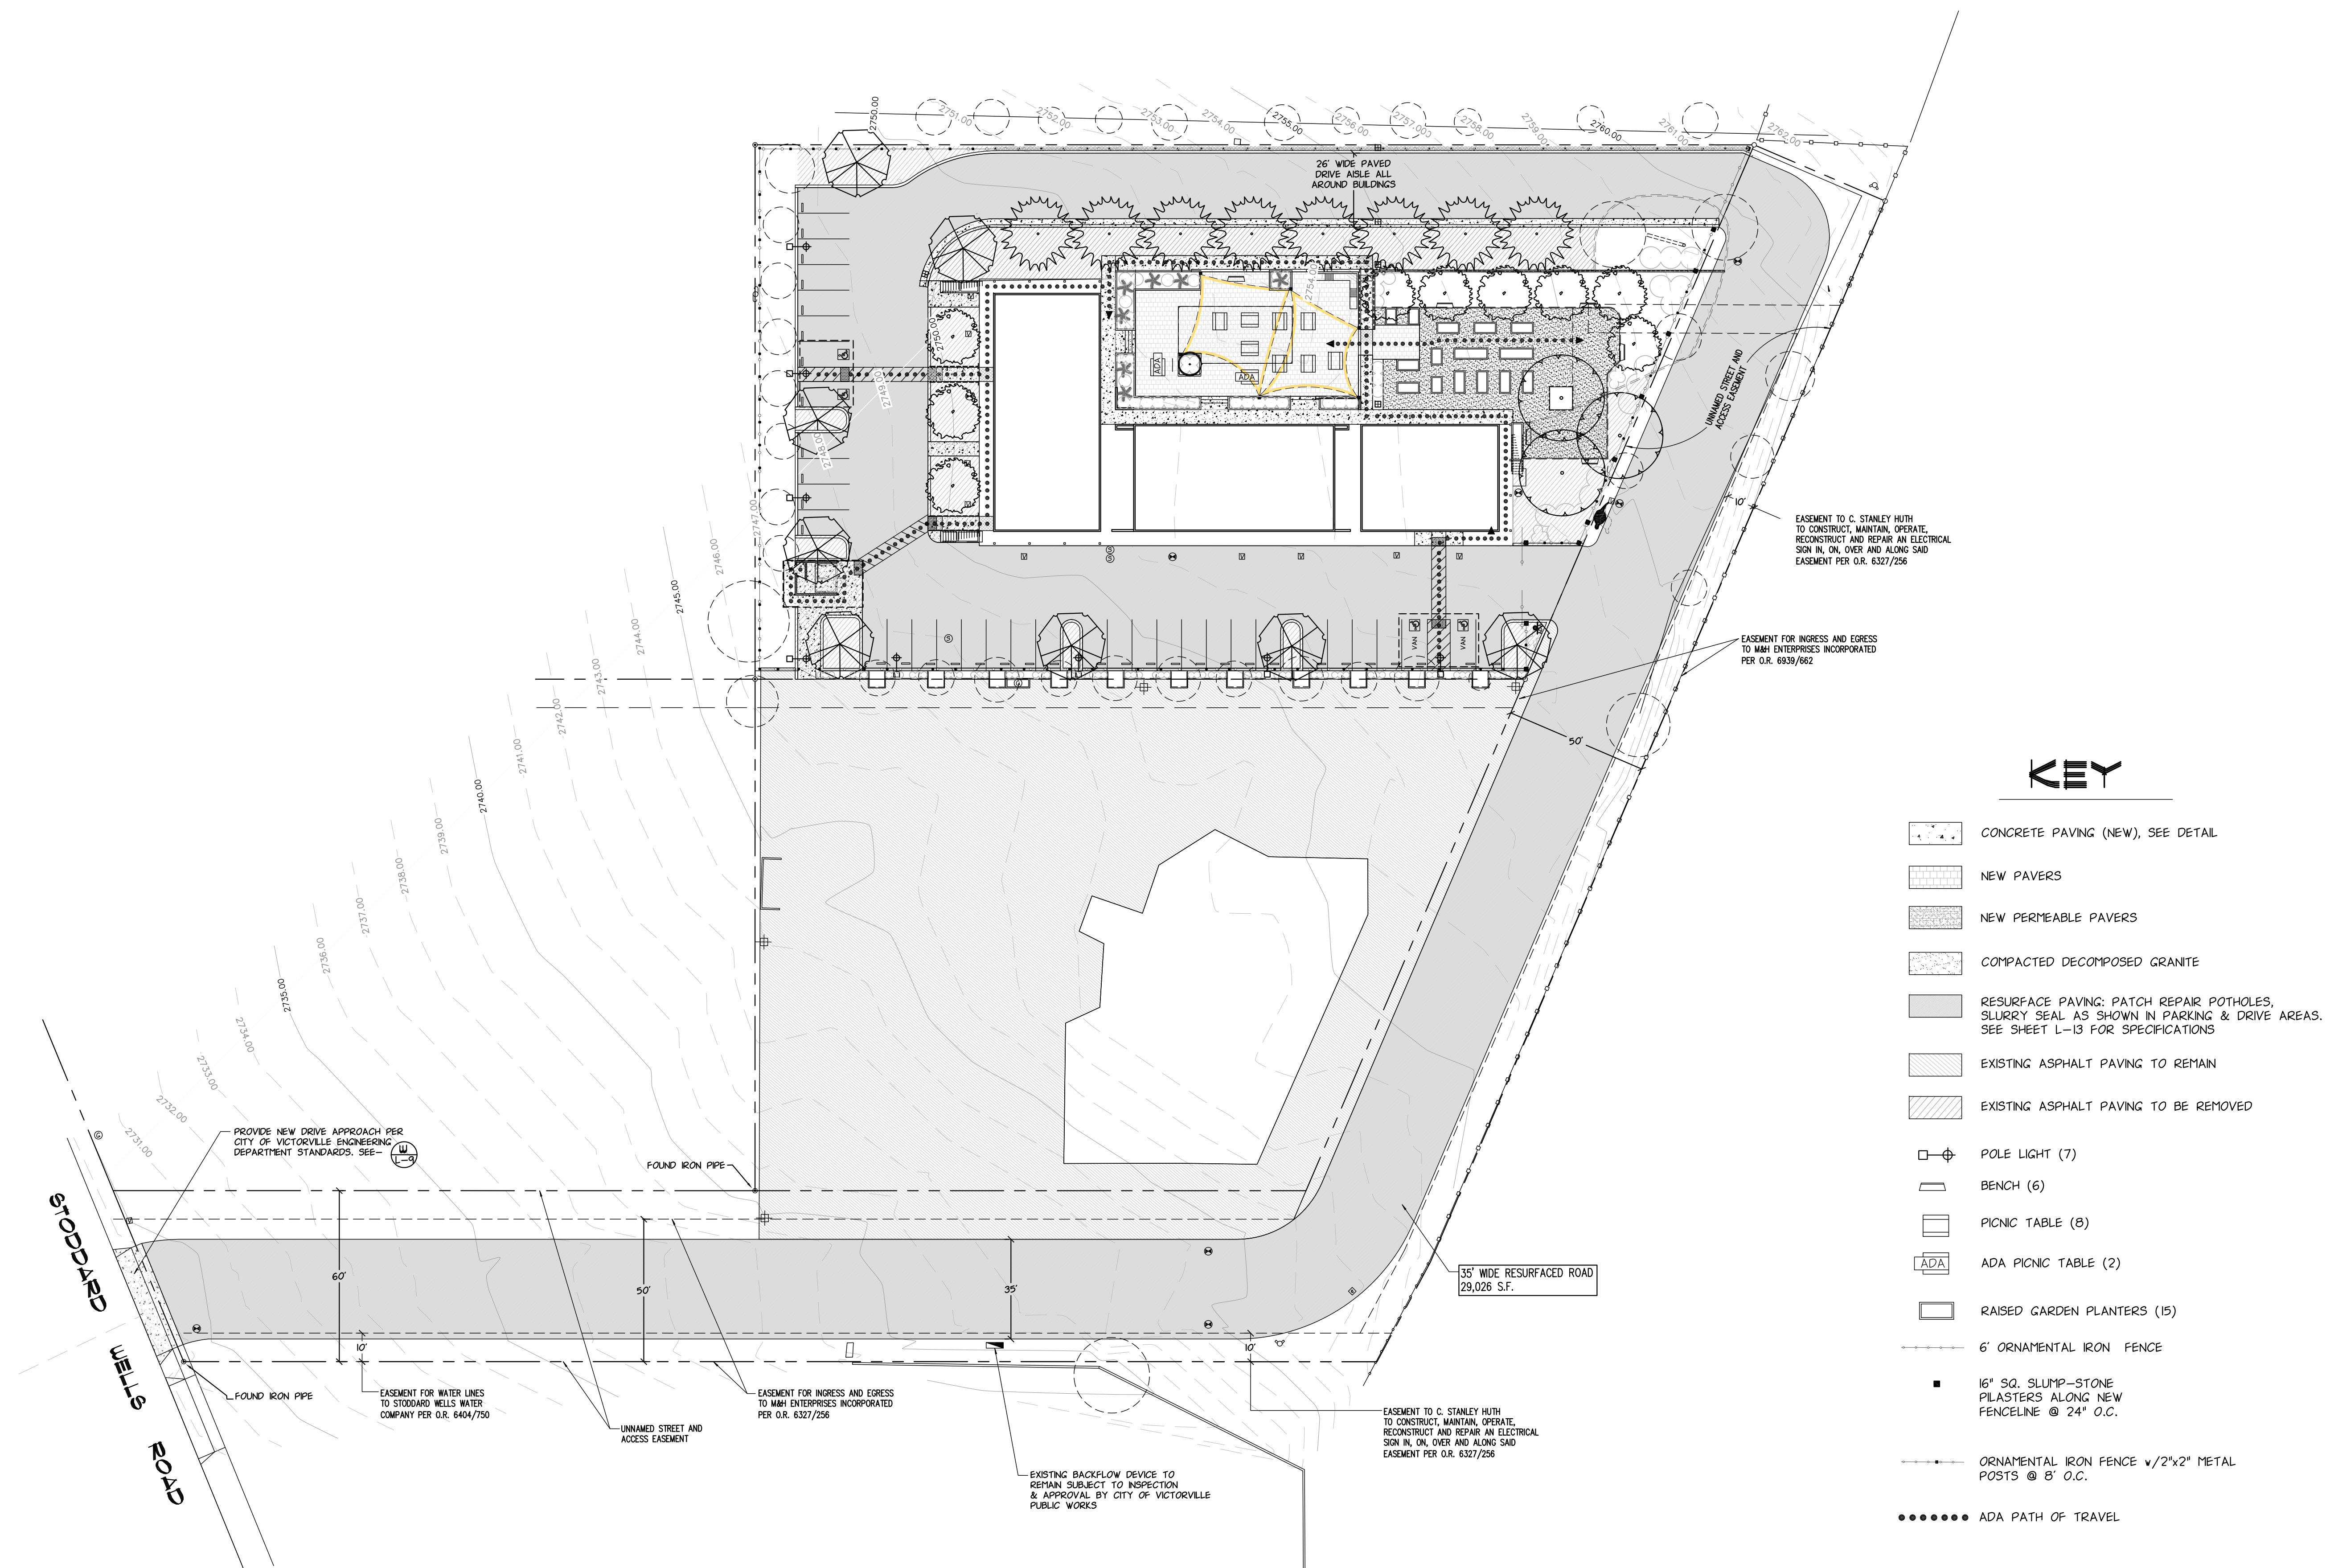 2750.00
2751.00
2752.00
2753.00
2754.00
2755.00
2756.00
2757.000
2758.00
2759.00
2760.00
2761.00
2762.00
26' WIDE PAVED
DRIVE AISLE ALL
AROUND BUILDINGS
2754.00
2750.00
2749.00
2748.00
2747.00
2746.00
2745.00
2744.00
2743.00
2742.00
2741.00
2740.00
2739.00
2738.00
2737.00
2736.00
2735.00
2734.00
2733.00
2732.00
2731.00
ADA
ADA
UNNAMED STREET AND
ACCESS EASEMENT
10'
EASEMENT TO C. STANLEY HUTH
TO CONSTRUCT, MAINTAIN, OPERATE,
RECONSTRUCT AND REPAIR AN ELECTRICAL
SIGN IN, ON, OVER AND ALONG SAID
EASEMENT PER O.R. 6327/256
S
S
S
VAN
VAN
EASEMENT FOR INGRESS AND EGRESS
TO M&H ENTERPRISES INCORPORATED
PER O.R. 6939/662
50'
KEY
CONCRETE PAVING (NEW), SEE DETAIL
NEW PAVERS
NEW PERMEABLE PAVERS
COMPACTED DECOMPOSED GRANITE
RESURFACE PAVING: PATCH REPAIR POTHOLES,
SLURRY SEAL AS SHOWN IN PARKING & DRIVE AREAS.
SEE SHEET L-13 FOR SPECIFICATIONS
EXISTING ASPHALT PAVING TO REMAIN
EXISTING ASPHALT PAVING TO BE REMOVED
POLE LIGHT (7)
BENCH (6)
PICNIC TABLE (8)
ADA
ADA PICNIC TABLE (2)
RAISED GARDEN PLANTERS (15)
6' ORNAMENTAL IRON FENCE
16" SQ. SLUMP-STONE
PILASTERS ALONG NEW
FENCELINE @ 24" O.C.
ORNAMENTAL IRON FENCE w/2"x2" METAL
POSTS @ 8' O.C.
ADA PATH OF TRAVEL
PROVIDE NEW DRIVE APPROACH PER
CITY OF VICTORVILLE ENGINEERING
DEPARTMENT STANDARDS. SEE-
W
L-9
FOUND IRON PIPE
STODDARD WELLS ROAD
60'
50'
35'
35' WIDE RESURFACED ROAD
29,026 S.F.
10'
10'
FOUND IRON PIPE
EASEMENT FOR WATER LINES
TO STODDARD WELLS WATER
COMPANY PER O.R. 6404/750
UNNAMED STREET AND
ACCESS EASEMENT
EASEMENT FOR INGRESS AND EGRESS
TO M&H ENTERPRISES INCORPORATED
PER O.R. 6327/256
EXISTING BACKFLOW DEVICE TO
REMAIN SUBJECT TO INSPECTION
& APPROVAL BY CITY OF VICTORVILLE
PUBLIC WORKS
EASEMENT TO C. STANLEY HUTH
TO CONSTRUCT, MAINTAIN, OPERATE,
RECONSTRUCT AND REPAIR AN ELECTRICAL
SIGN IN, ON, OVER AND ALONG SAID
EASEMENT PER O.R. 6327/256